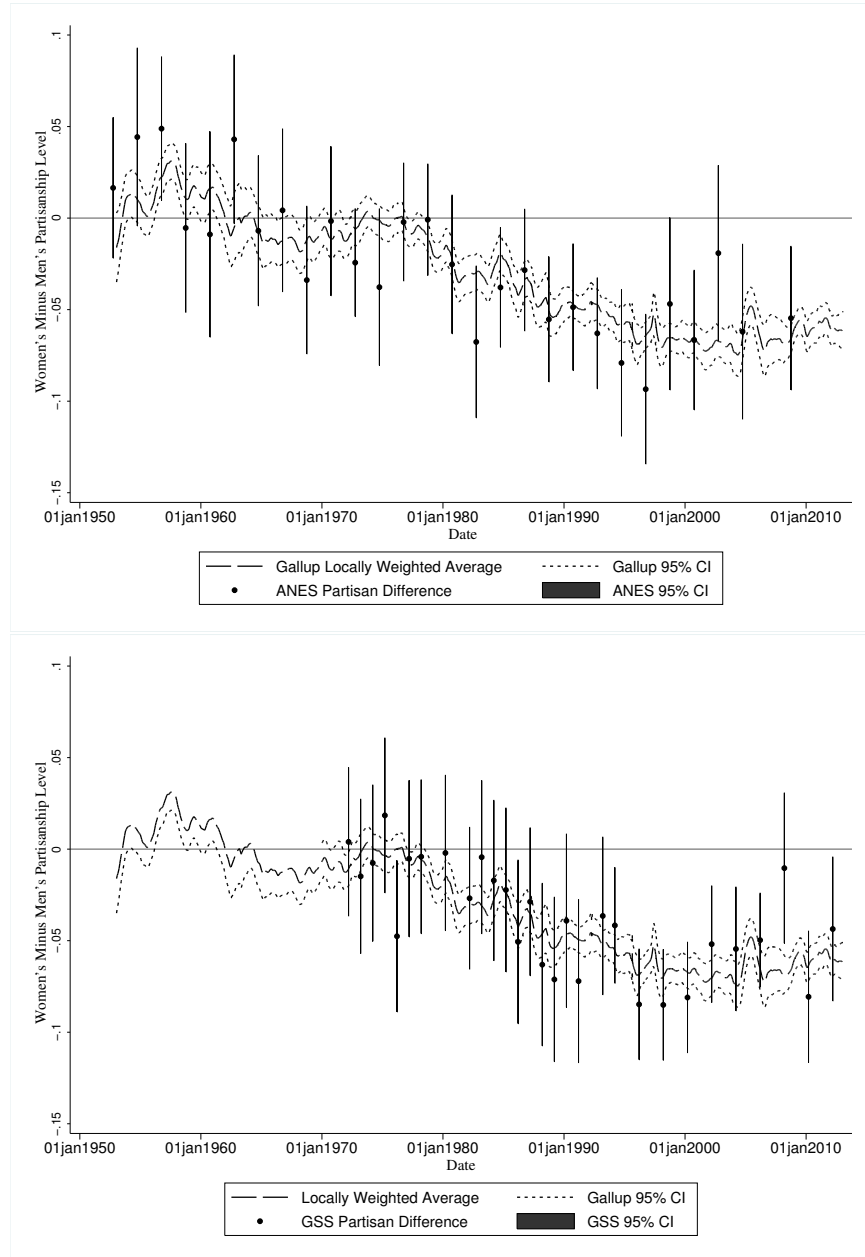 .1
.05
0
-.05
-.1
-.15
Women's Minus Men's Partisanship Level
01jan1950 01jan1960 01jan1970 01jan1980 01jan1990 01jan2000 01jan2010
Date
Gallup Locally Weighted Average Gallup 95% CI
ANES Partisan Difference ANES 95% CI
.1
.05
0
-.05
-.1
-.15
Women's Minus Men's Partisanship Level
01jan1950 01jan1960 01jan1970 01jan1980 01jan1990 01jan2000 01jan2010
Date
Locally Weighted Average Gallup 95% CI
GSS Partisan Difference GSS 95% CI